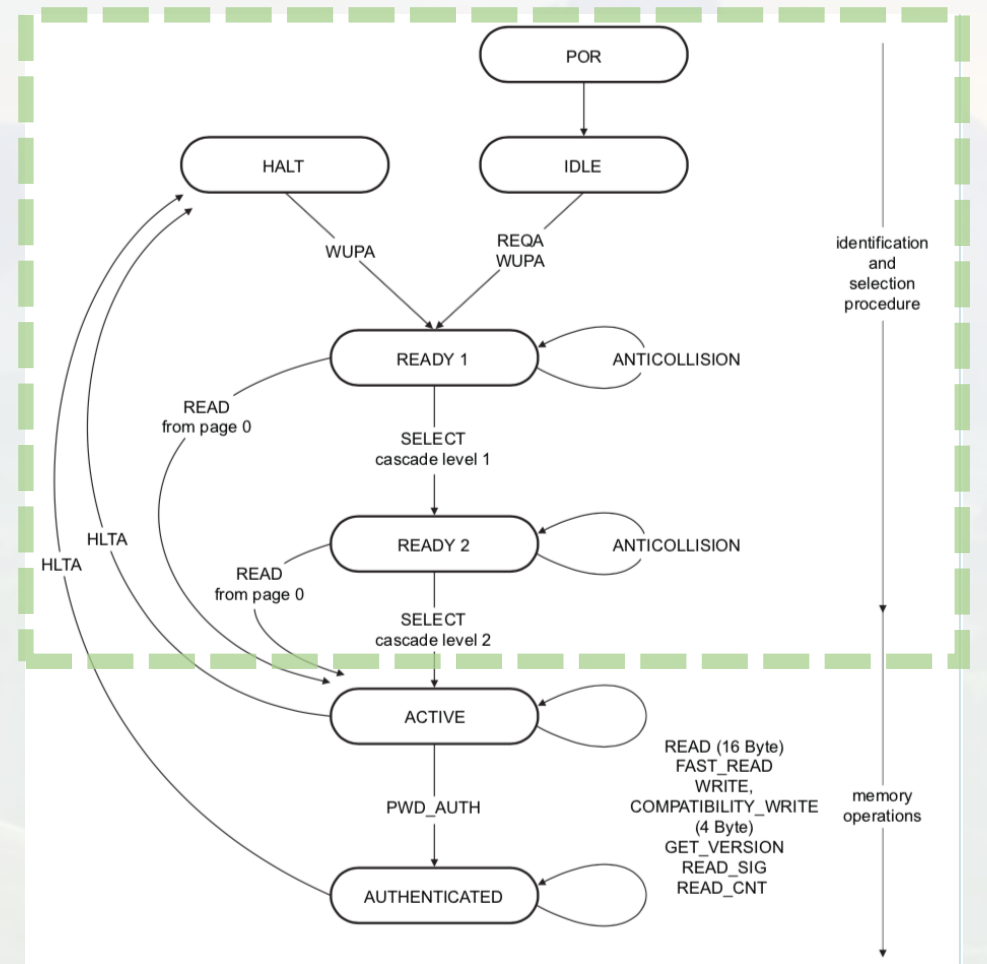 POR
HALT
IDLE
WUPA
REQA
WUPA
identification
and
selection
procedure
READY 1
ANTICOLLISION
READ
from page 0
SELECT
cascade level 1
HLTA
HLTA
READY 2
ANTICOLLISION
READ
from page 0
SELECT
cascade level 2
ACTIVE
READ (16 Byte)
FAST_READ
WRITE,
COMPATIBILITY_WRITE
(4 Byte)
GET_VERSION
READ_SIG
READ_CNT
memory
operations
PWD_AUTH
AUTHENTICATED